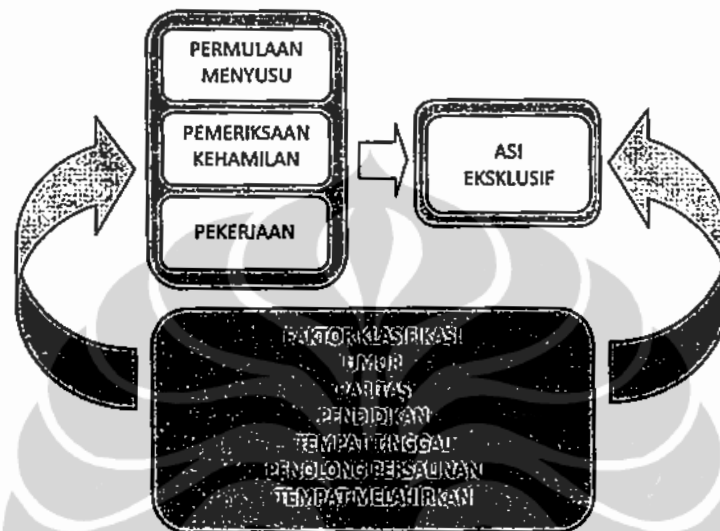 PERMULAAN
MENYUSU
PEMERIKSAAN
KEHAMILAN
PEKERJAAN
ASI
EKSKLUSIF
FAKTOR KLASIFIKASI
UMUR
PARITAS
PENDIDIKAN
TEMPAT TINGGAL
PENOLONG PERSALINAN
TEMPAT MELAHIRKAN